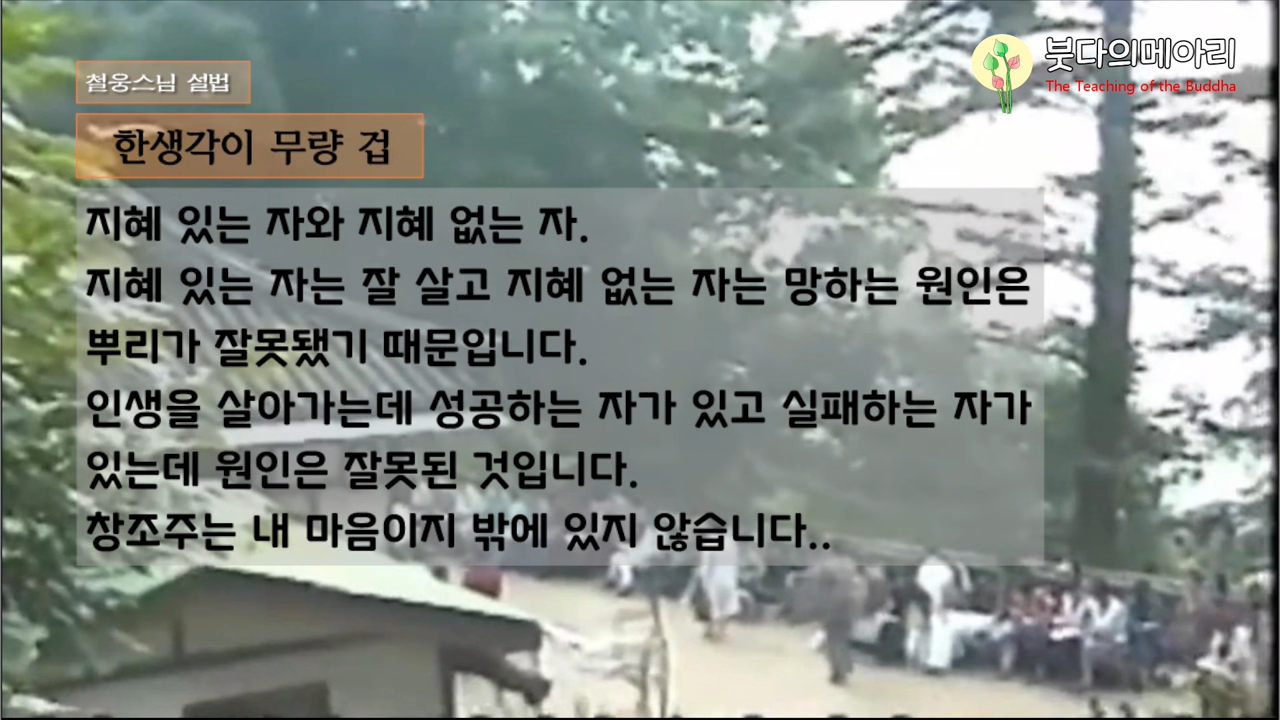 붓다의메아리
The Teaching of the Buddha
철웅스님 설법
한생각이 무량 겁
지혜 있는 자와 지혜 없는 자.
지혜 있는 자는 잘 살고 지혜 없는 자는 망하는 원인은
뿌리가 잘못됐기 때문입니다.
인생을 살아가는데 성공하는 자가 있고 실패하는 자가
있는데 원인은 잘못된 것입니다.
창조주는 내 마음이지 밖에 있지 않습니다..